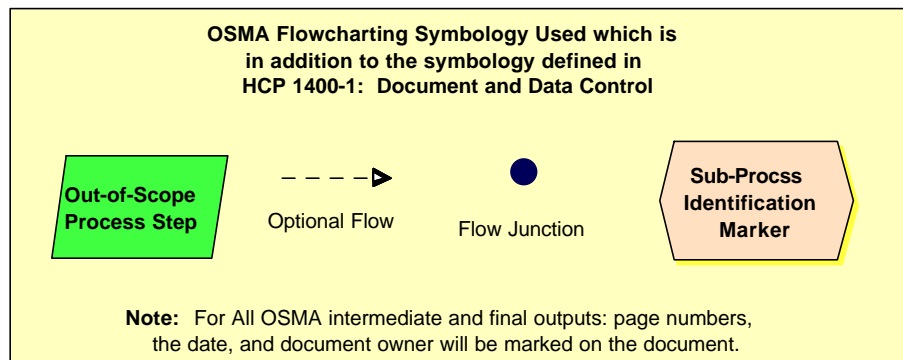 OSMA Flowcharting Symbology Used which is
in addition to the symbology defined in
HCP 1400-1: Document and Data Control
Out-of-Scope
Process Step
Optional Flow
Flow Junction
Sub-Procss
Identification
Marker
Note: For All OSMA intermediate and final outputs: page numbers,
the date, and document owner will be marked on the document.